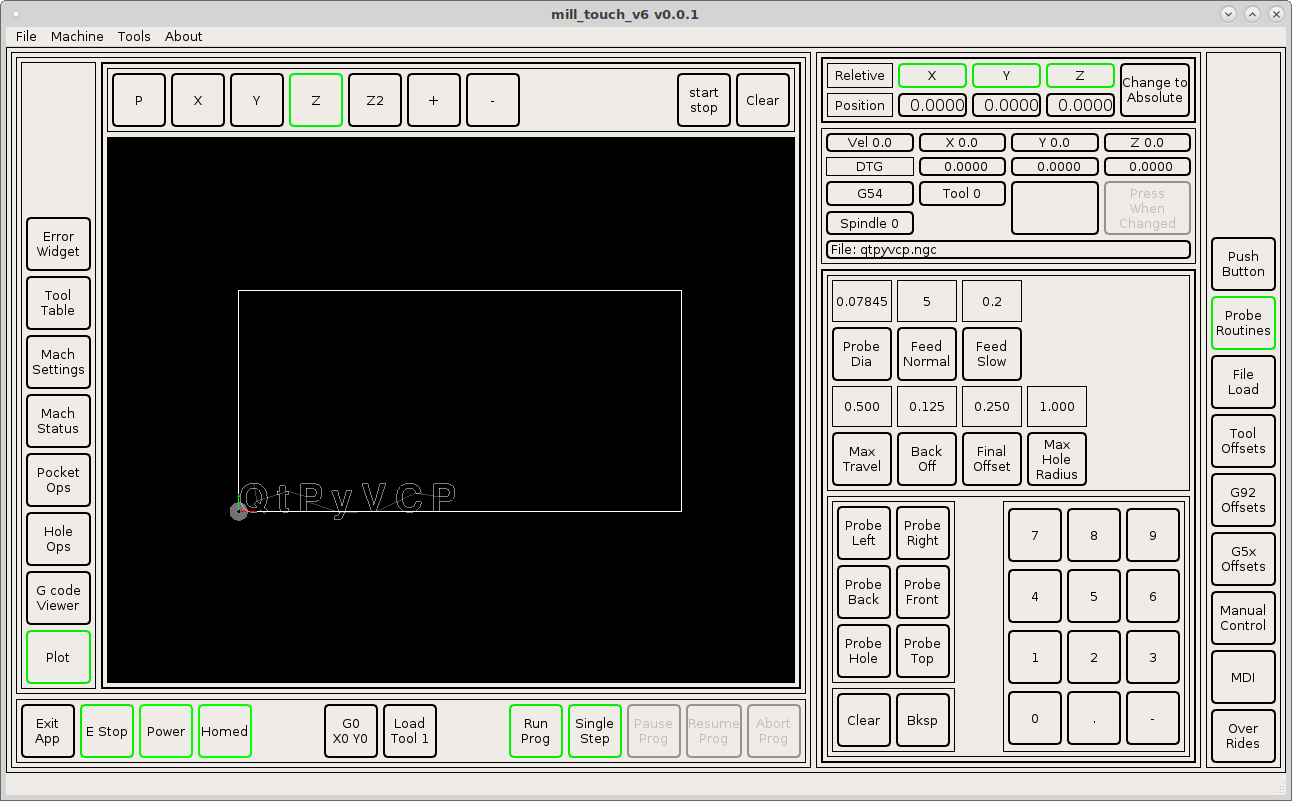 mill_touch_v6 v0.0.1
File Machine Tools About
P X Y Z Z2 + -
start
stop
Clear
Error
Widget
Tool
Table
Mach
Settings
Mach
Status
Pocket
Ops
Hole
Ops
G code
Viewer
Plot
QtPyVCP
Exit
App
E Stop
Power
Homed
G0
X0 Y0
Load
Tool 1
Run
Prog
Single
Step
Pause
Prog
Resume
Prog
Abort
Prog
Reletive X Y Z
Position 0.0000 0.0000 0.0000
Change to
Absolute
Vel 0.0 X 0.0 Y 0.0 Z 0.0
DTG 0.0000 0.0000 0.0000
G54 Tool 0
Press
When
Changed
Spindle 0
File: qtpyvcp.ngc
0.07845 5 0.2
Probe
Dia
Feed
Normal
Feed
Slow
0.500 0.125 0.250 1.000
Max
Travel
Back
Off
Final
Offset
Max
Hole
Radius
Probe
Left
Probe
Right
Probe
Back
Probe
Front
Probe
Hole
Probe
Top
Clear Bksp
7 8 9
4 5 6
1 2 3
0 . -
Push
Button
Probe
Routines
File
Load
Tool
Offsets
G92
Offsets
G5x
Offsets
Manual
Control
MDI
Over
Rides